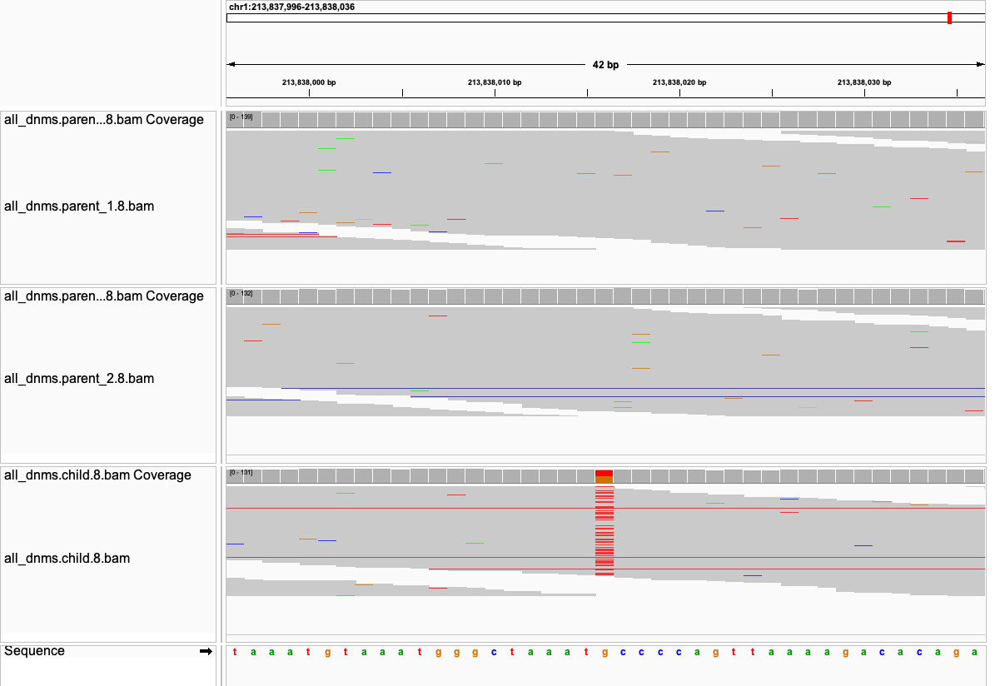 chr1:213,837,996-213,838,036
42 bp
213,838,000 bp 213,838,010 bp 213,838,020 bp 213,838,030 bp
all_dnms.paren...8.bam Coverage
[0 - 139]
all_dnms.parent_1.8.bam
all_dnms.paren...8.bam Coverage
[0 - 132]
all_dnms.parent_2.8.bam
all_dnms.child.8.bam Coverage
[0 - 131]
all_dnms.child.8.bam
Sequence t a a a t g t a a a t g g g c t a a a t g c c c c a g t t a a a a g a c a c a g a